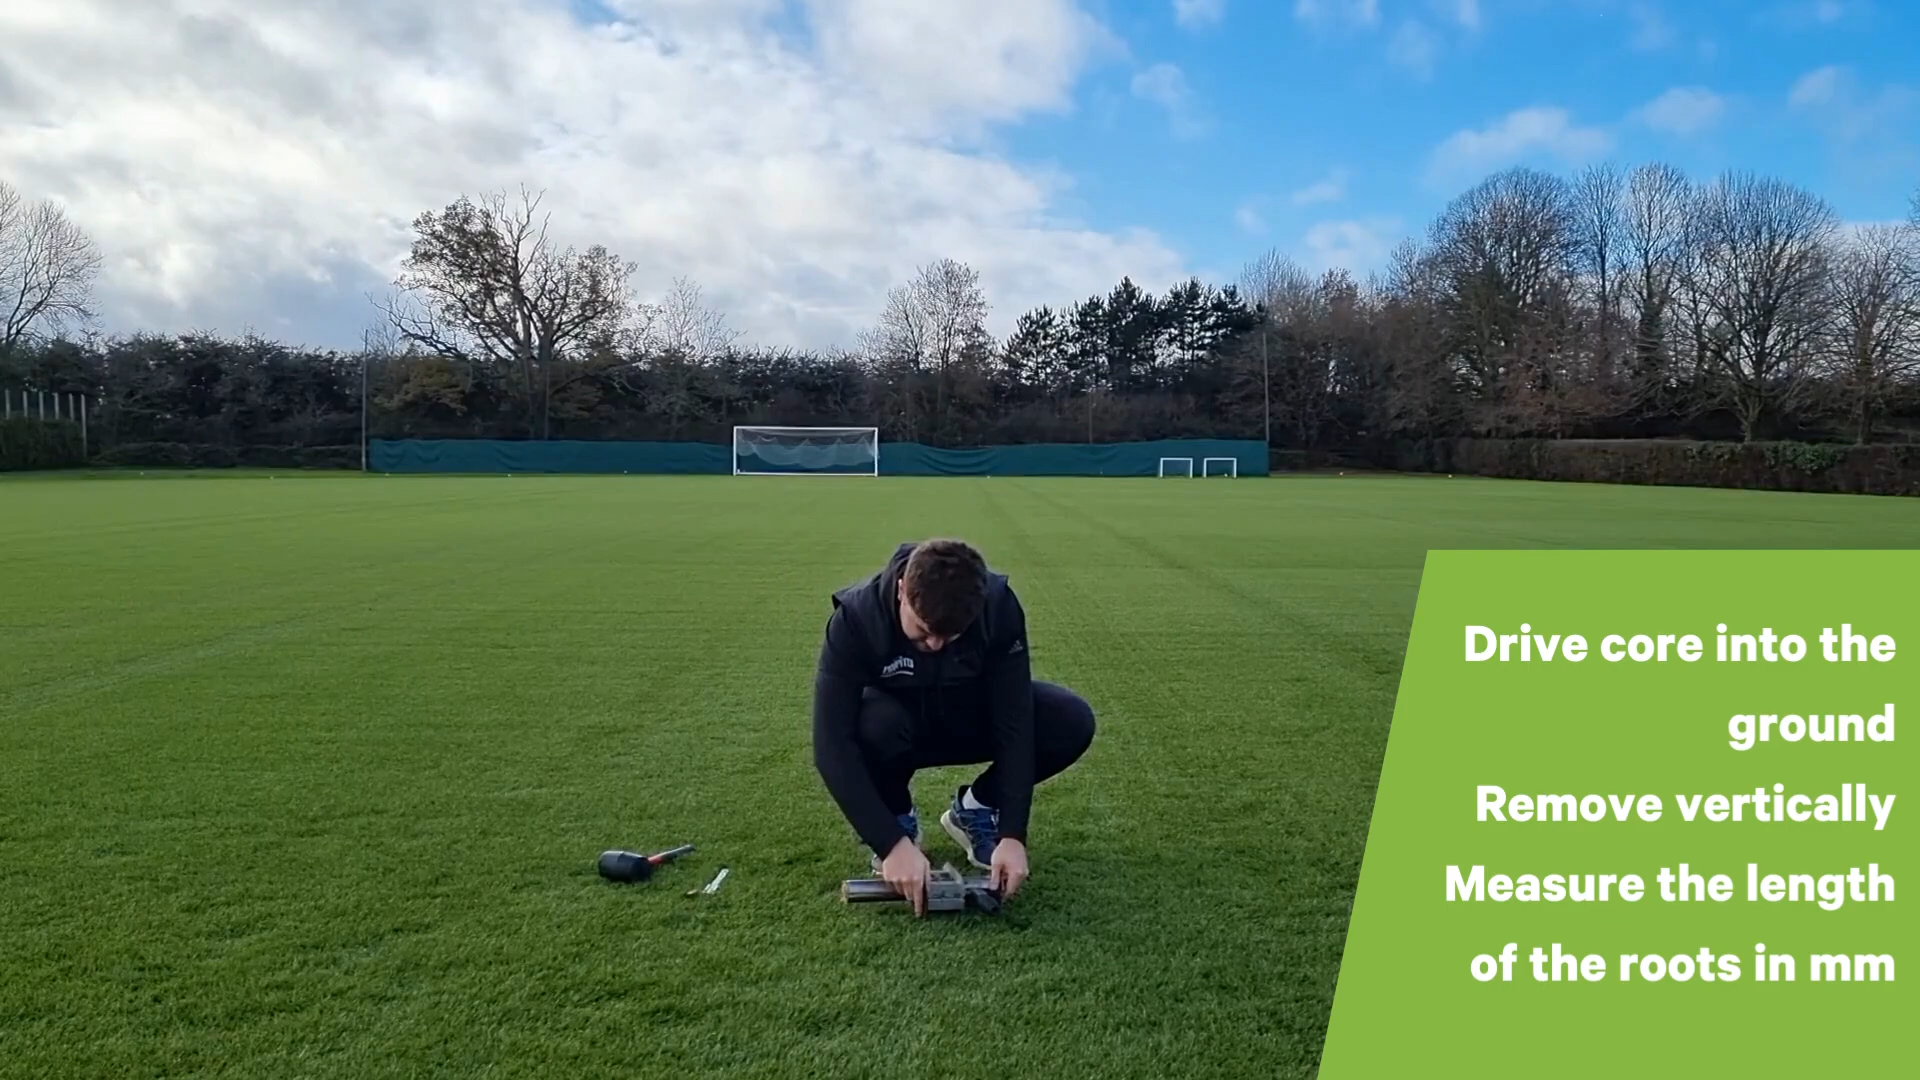 Drive core into the
ground
Remove vertically
Measure the length
of the roots in mm